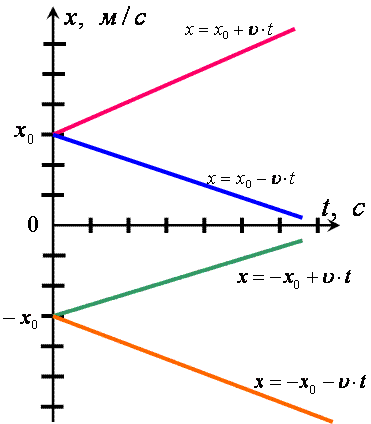 x, м/с
x = x₀ + υ·t
x₀
x = x₀ − υ·t
0
t, с
x = −x₀ + υ·t
−x₀
x = −x₀ − υ·t